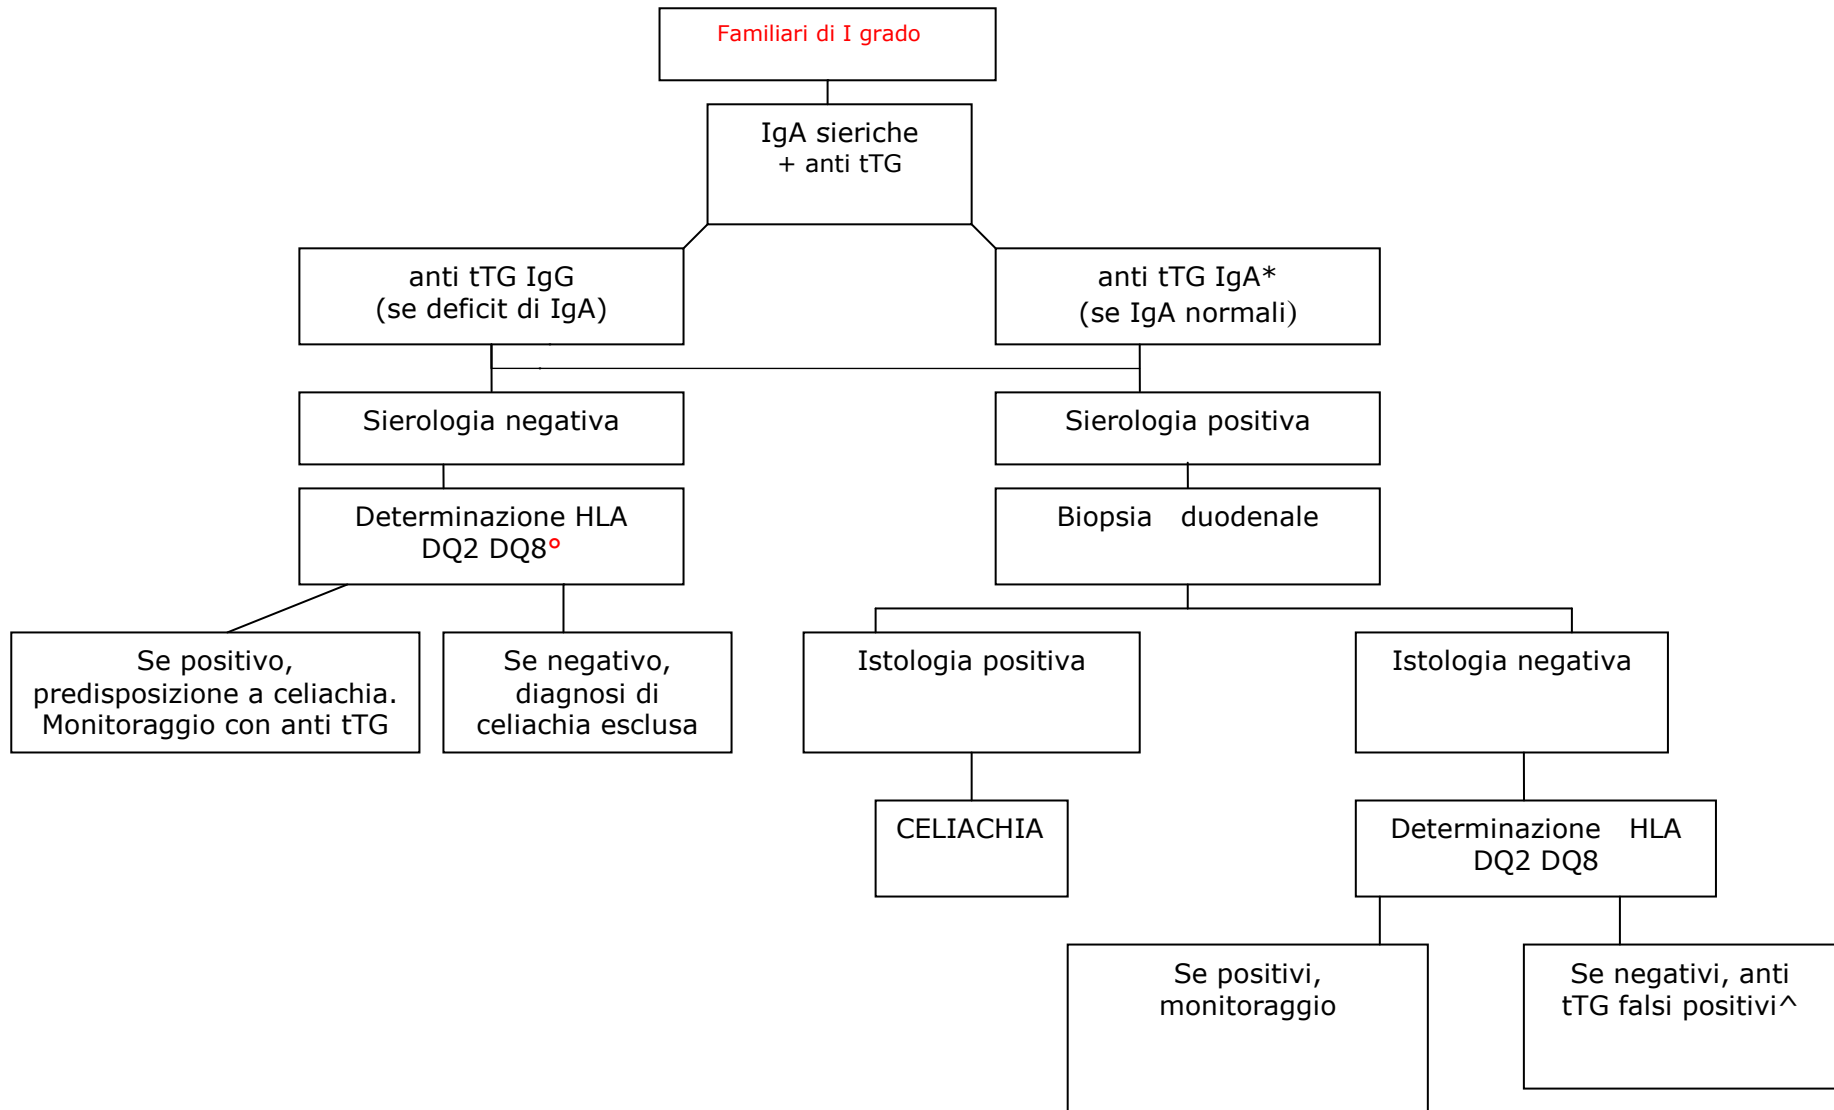 Familiari di I grado
IgA sieriche
+ anti tTG
anti tTG IgG
(se deficit di IgA)
anti tTG IgA*
(se IgA normali)
Sierologia negativa
Sierologia positiva
Determinazione HLA
DQ2 DQ8°
Biopsia duodenale
Se positivo,
predisposizione a celiachia.
Monitoraggio con anti tTG
Se negativo,
diagnosi di
celiachia esclusa
Istologia positiva
Istologia negativa
CELIACHIA
Determinazione HLA
DQ2 DQ8
Se positivi,
monitoraggio
Se negativi, anti
tTG falsi positivi^